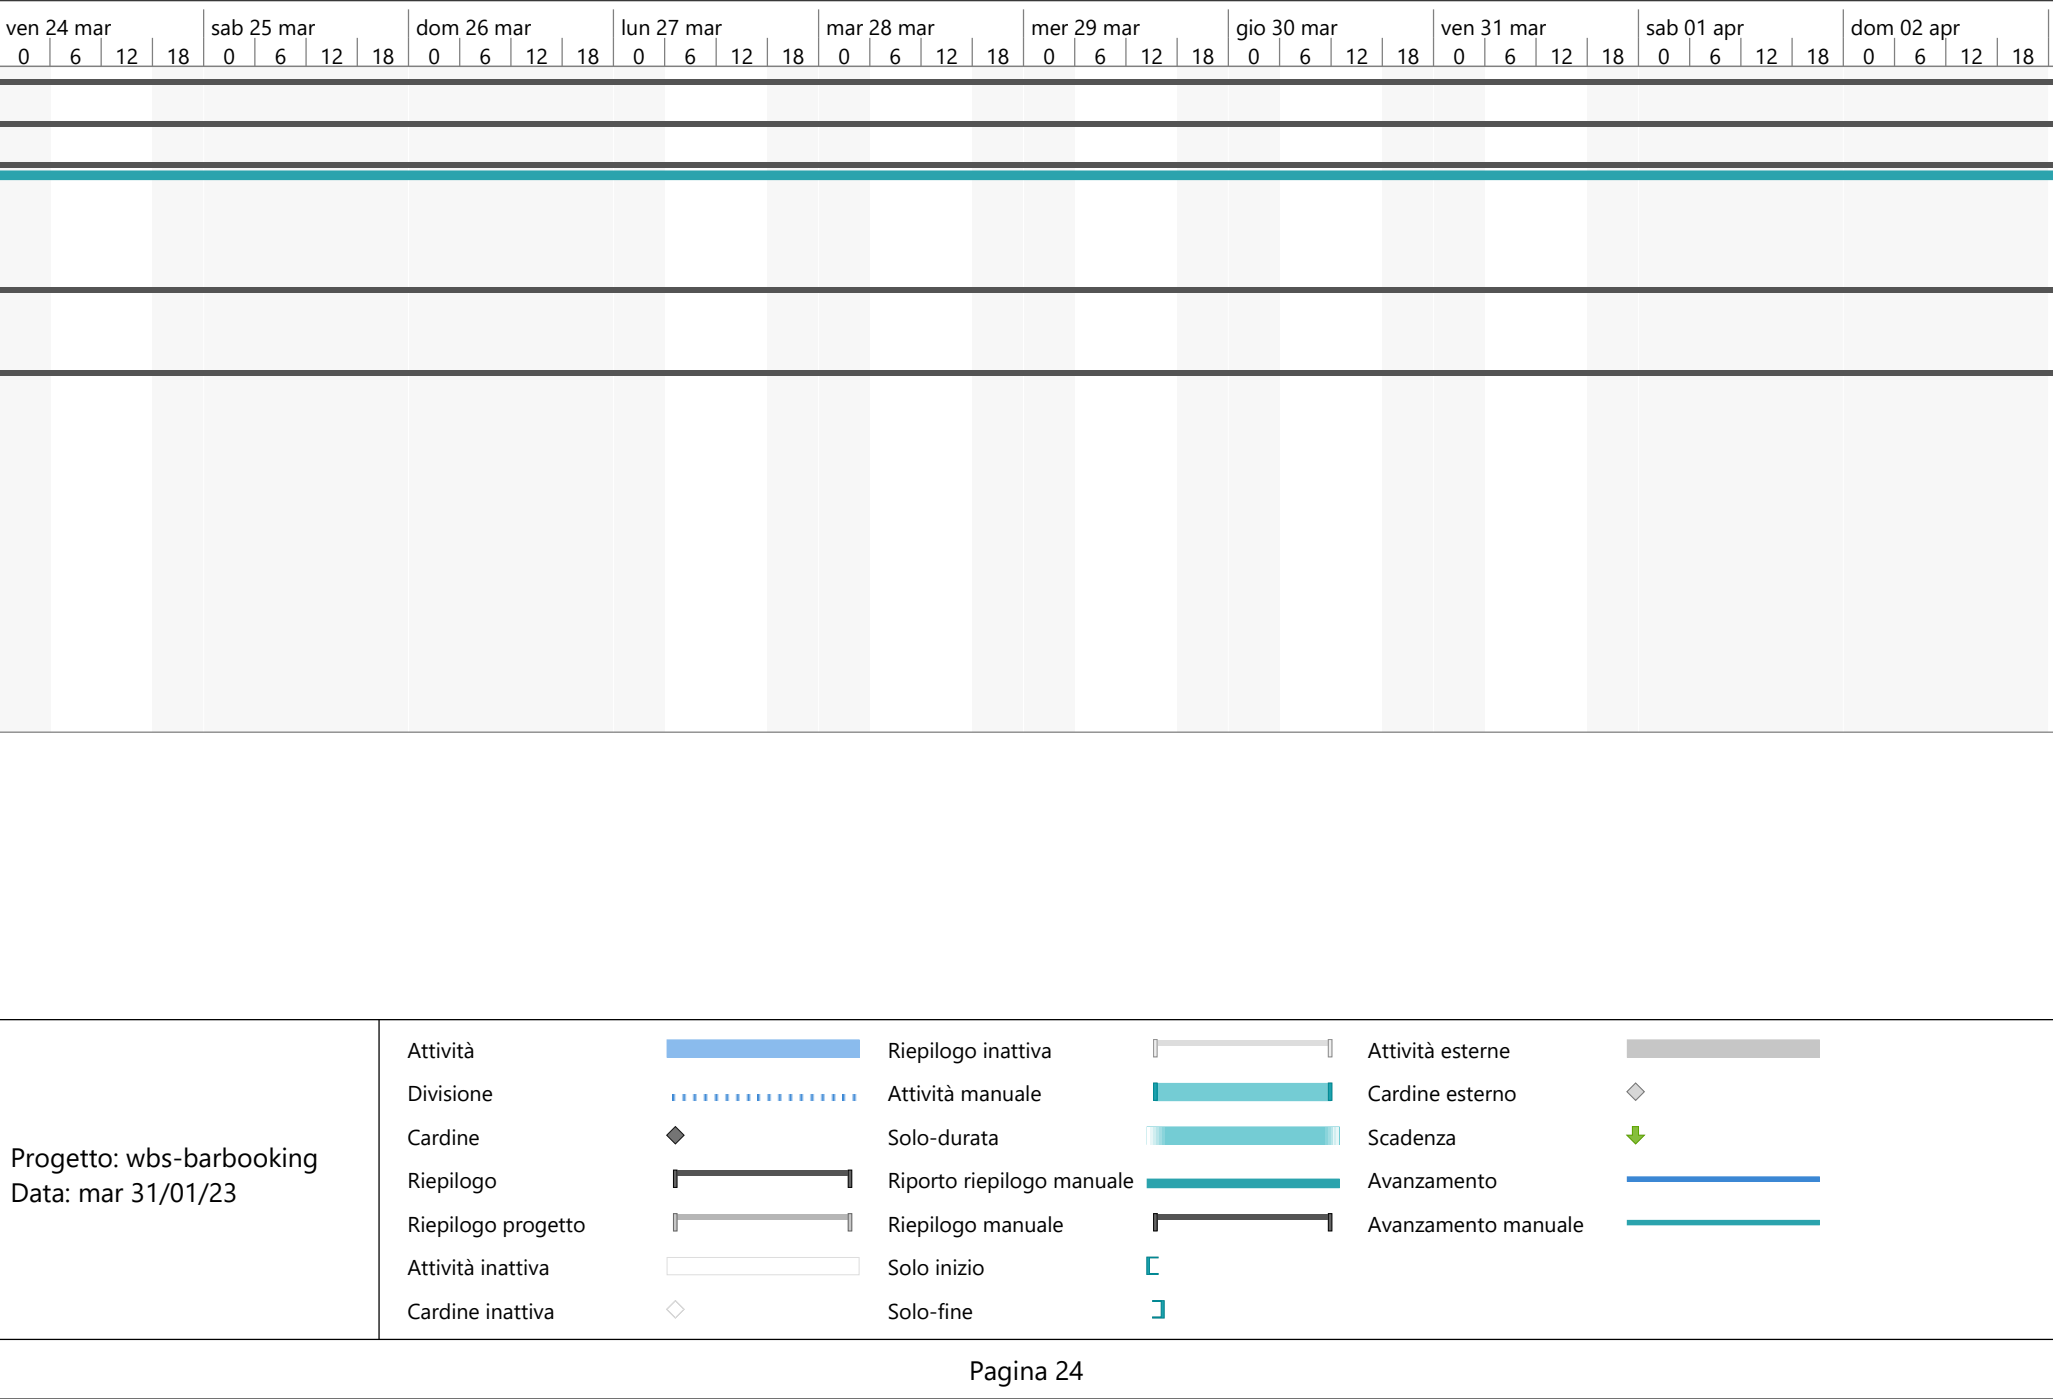 ven 24 mar sab 25 mar dom 26 mar lun 27 mar mar 28 mar mer 29 mar gio 30 mar ven 31 mar sab 01 apr dom 02 apr
0 6 12 18 0 6 12 18 0 6 12 18 0 6 12 18 0 6 12 18 0 6 12 18 0 6 12 18 0 6 12 18 0 6 12 18 0 6 12 18
Progetto: wbs-barbooking
Data: mar 31/01/23
Attività
Divisione
Cardine
Riepilogo
Riepilogo progetto
Attività inattiva
Cardine inattiva
Riepilogo inattiva
Attività manuale
Solo-durata
Riporto riepilogo manuale
Riepilogo manuale
Solo inizio
Solo-fine
Attività esterne
Cardine esterno
Scadenza
Avanzamento
Avanzamento manuale
Pagina 24